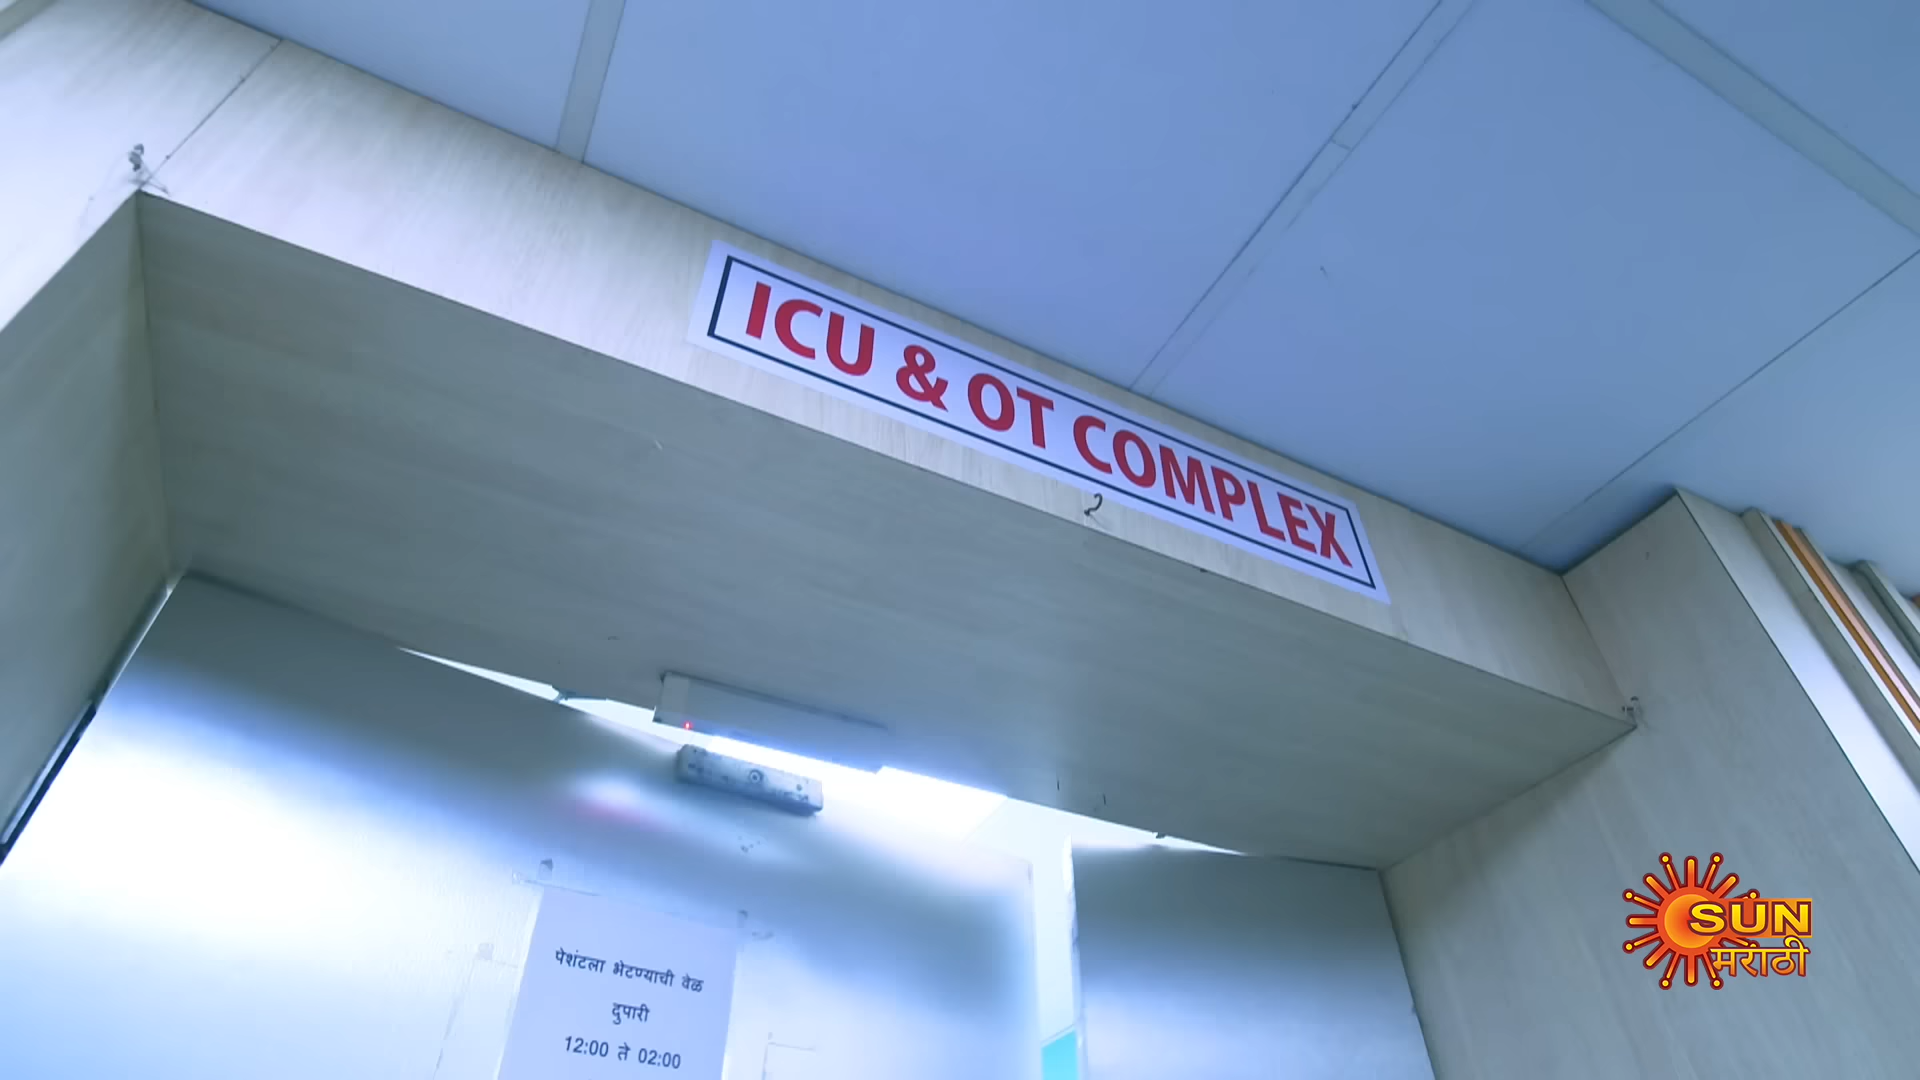 ICU & OT COMPLEX
पेशंटला भेटण्याची वेळ
दुपारी
12:00 ते 02:00
SUN
मराठी